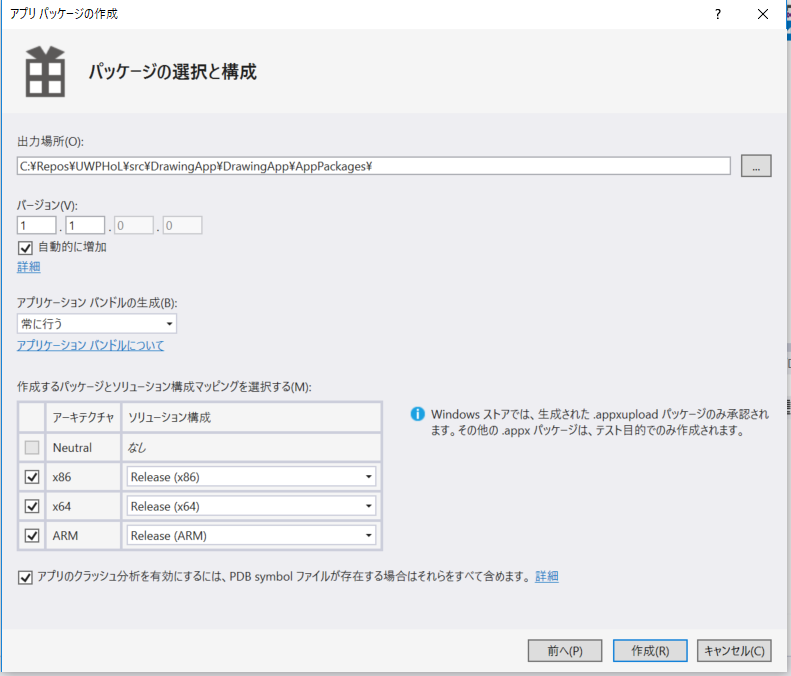 アプリ パッケージの作成
?
パッケージの選択と構成
出力場所(O):
C:¥Repos¥UWPHoL¥src¥DrawingApp¥DrawingApp¥AppPackages¥
...
バージョン(V):
1 . 1 . 0 . 0
自動的に増加
詳細
アプリケーション バンドルの生成(B):
常に行う
アプリケーション バンドルについて
作成するパッケージとソリューション構成マッピングを選択する(M):
アーキテクチャ ソリューション構成
Neutral なし
x86 Release (x86)
x64 Release (x64)
ARM Release (ARM)
Windows ストアでは、生成された .appxupload パッケージのみ承認され
ます。その他の .appx パッケージは、テスト目的でのみ作成されます。
アプリのクラッシュ分析を有効にするには、PDB symbol ファイルが存在する場合はそれらをすべて含めます。 詳細
前へ(P) 作成(R) キャンセル(C)